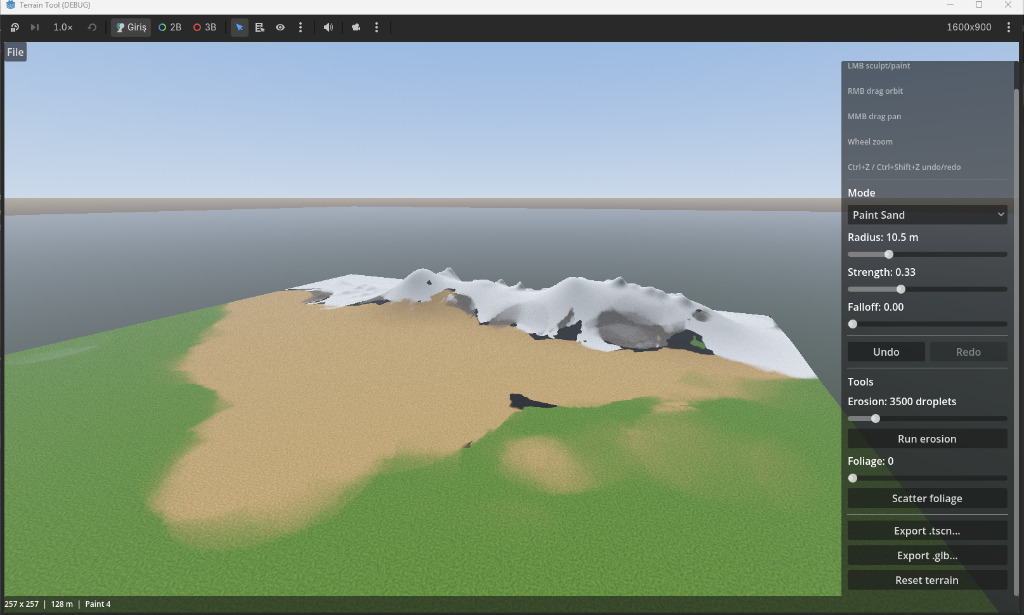 Terrain Tool (DEBUG)
1.0× Giriş 2B 3B 1600x900
File
LMB sculpt/paint
RMB drag orbit
MMB drag pan
Wheel zoom
Ctrl+Z / Ctrl+Shift+Z undo/redo
Mode
Paint Sand
Radius: 10.5 m
Strength: 0.33
Falloff: 0.00
Undo Redo
Tools
Erosion: 3500 droplets
Run erosion
Foliage: 0
Scatter foliage
Export .tscn...
Export .glb...
Reset terrain
257 x 257 | 128 m | Paint 4